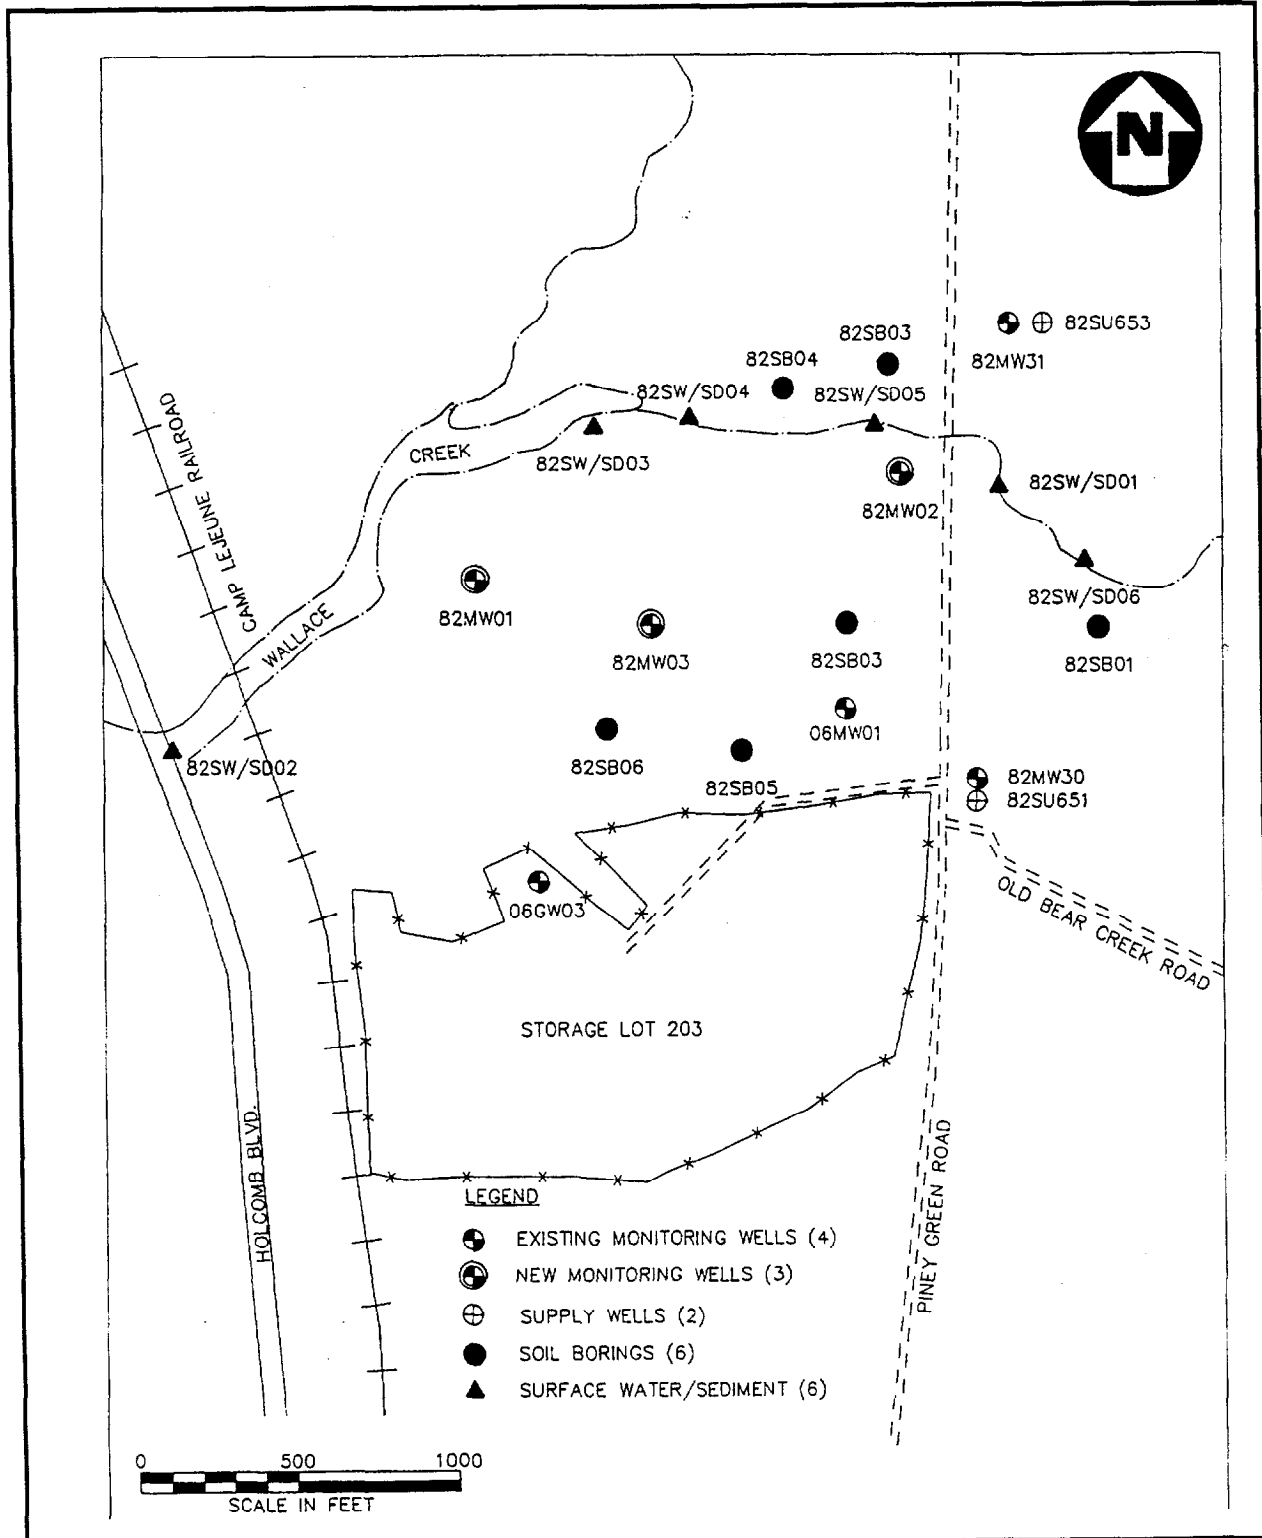 N
82SB03
82SU653
82SB04
82MW31
82SW/SD04
82SW/SD05
CAMP LEJEUNE RAILROAD
CREEK
82SW/SD03
82SW/SD01
82MW02
82SW/SD06
82MW01
WALLACE
82MW03
82SB03
82SB01
06MW01
82SW/SD02
82SB06
82SB05
82MW30
82SU651
06GW03
OLD BEAR CREEK ROAD
STORAGE LOT 203
HOLCOMB BLVD.
PINEY GREEN ROAD
LEGEND
EXISTING MONITORING WELLS (4)
NEW MONITORING WELLS (3)
SUPPLY WELLS (2)
SOIL BORINGS (6)
SURFACE WATER/SEDIMENT (6)
0 500 1000
SCALE IN FEET